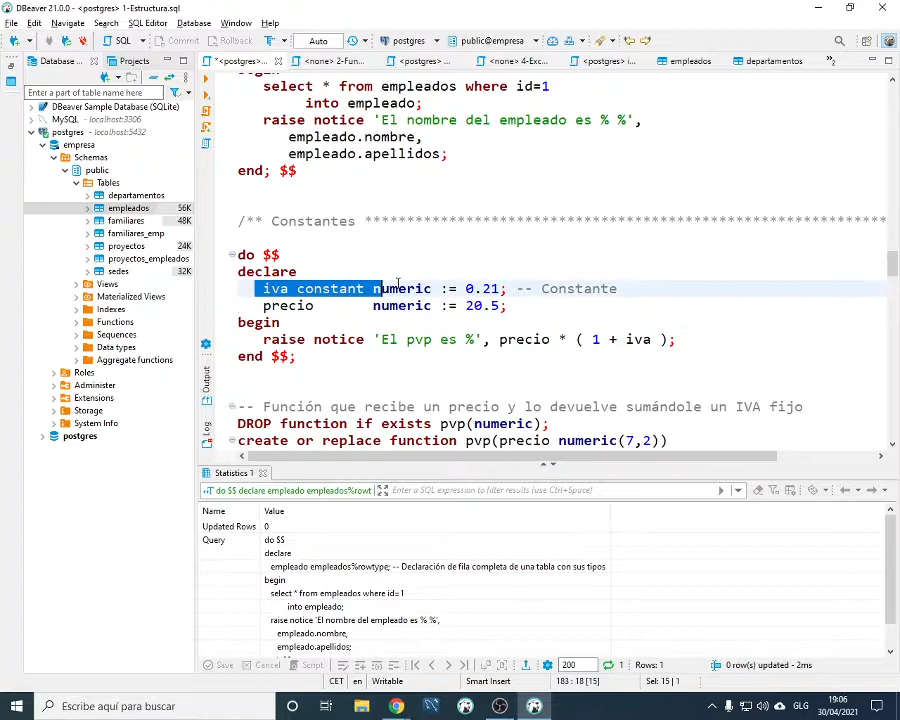 DBeaver 21.0.0 - <postgres> 1-Estructura.sql
File Edit Navigate Search SQL Editor Database Window Help
SQL Commit Rollback T Auto postgres public@empresa
Database ... Projects
*<postgres>... <none> 2-Fun... <postgres> ... <none> 4-Exc... <postgres> i... empleados departamentos »2
Enter a part of table name here
DBeaver Sample Database (SQLite)
MySQL - localhost:3306
postgres - localhost:5432
empresa
Schemas
public
Tables
departamentos
empleados 56K
familiares 48K
familiares_emp
proyectos 24K
proyectos_empleados
sedes 32K
Views
Materialized Views
Indexes
Functions
Sequences
Data types
Aggregate functions
Roles
Administer
Extensions
Storage
System Info
postgres
Output
Log
begin
select * from empleados where id=1
into empleado;
raise notice 'El nombre del empleado es % %',
empleado.nombre,
empleado.apellidos;
end; $$
/** Constantes **************************************************************
do $$
declare
iva constant numeric := 0.21; -- Constante
precio numeric := 20.5;
begin
raise notice 'El pvp es %', precio * ( 1 + iva );
end $$;
-- Función que recibe un precio y lo devuelve sumándole un IVA fijo
DROP function if exists pvp(numeric);
create or replace function pvp(precio numeric(7,2))
Statistics 1
do $$ declare empleado empleados%rowt Enter a SQL expression to filter results (use Ctrl+Space)
Name Value
Updated Rows 0
Query do $$
declare
empleado empleados%rowtype; -- Declaración de fila completa de una tabla con sus tipos
begin
select * from empleados where id=1
into empleado;
raise notice 'El nombre del empleado es % %',
empleado.nombre,
empleado.apellidos;
Save Cancel Script 200 1 Rows: 1 0 row(s) updated - 2ms
CET en Writable Smart Insert 183 : 18 [15] Sel: 15 | 1
Escribe aquí para buscar
GLG
19:06
30/04/2021